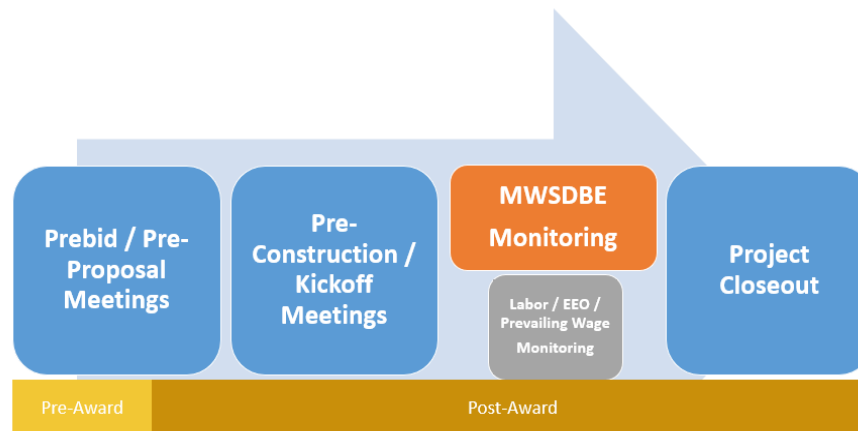 Prebid / Pre-
Proposal
Meetings
Pre-
Construction /
Kickoff
Meetings
MWSDBE
Monitoring
Labor / EEO /
Prevailing Wage
Monitoring
Project
Closeout
Pre-Award
Post-Award